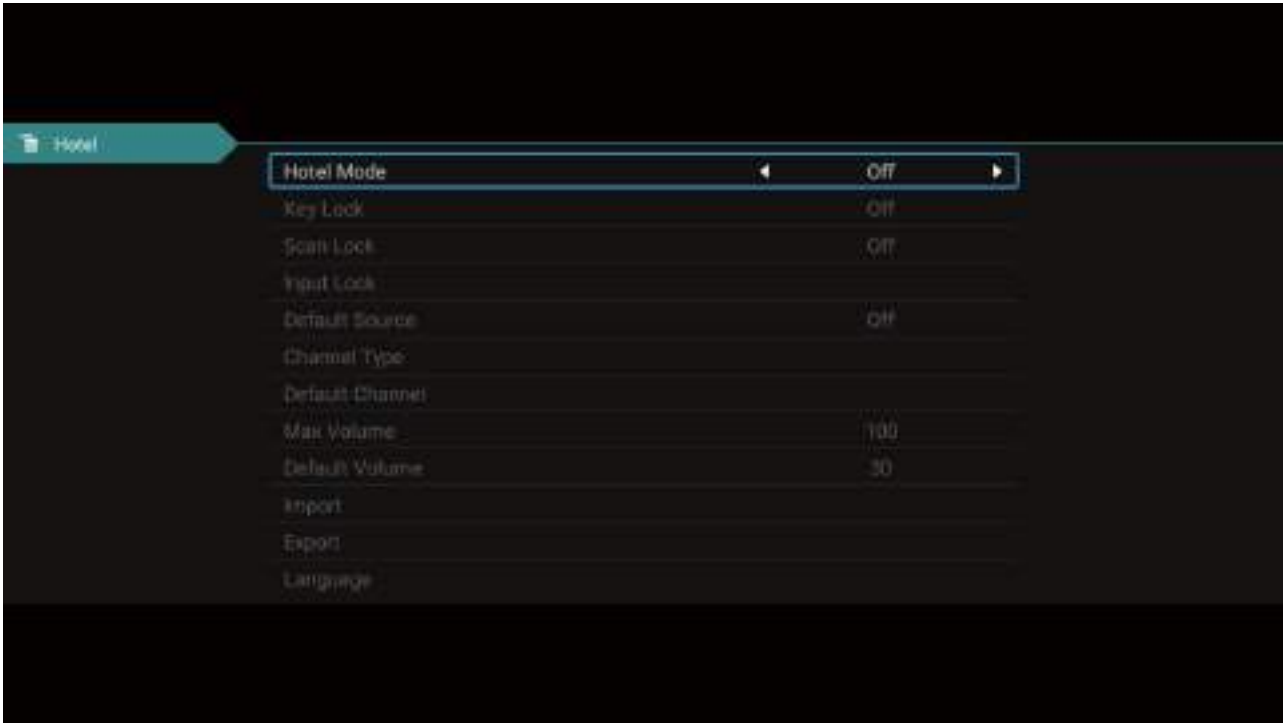 Hotel
Hotel Mode Off
Key Lock Off
Scan Lock Off
Input Lock
Default Source Off
Channel Type
Default Channel
Max Volume 100
Default Volume 30
Import
Export
Language